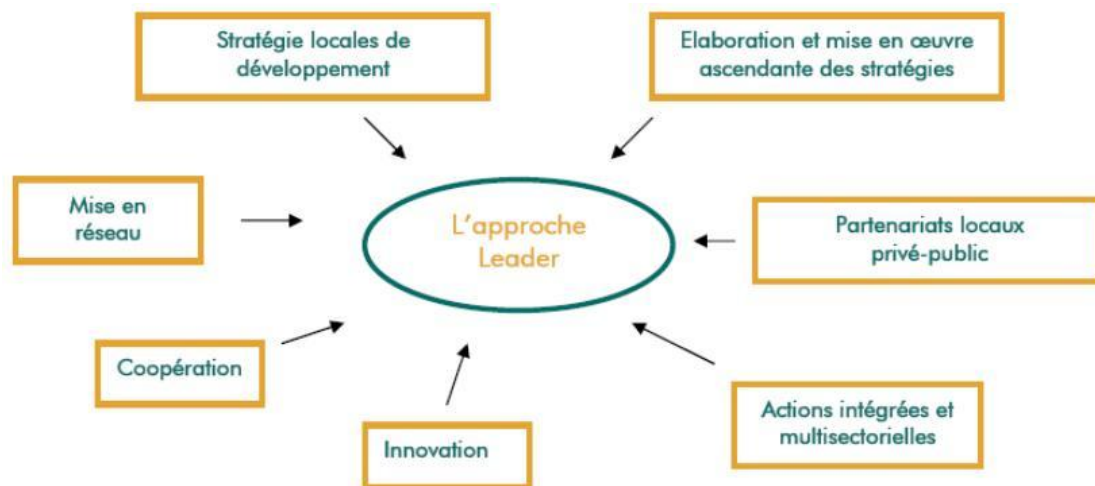 Stratégie locales de
développement
Elaboration et mise en œuvre
ascendante des stratégies
Mise en
réseau
L'approche
Leader
Partenariats locaux
privé-public
Coopération
Innovation
Actions intégrées et
multisectorielles